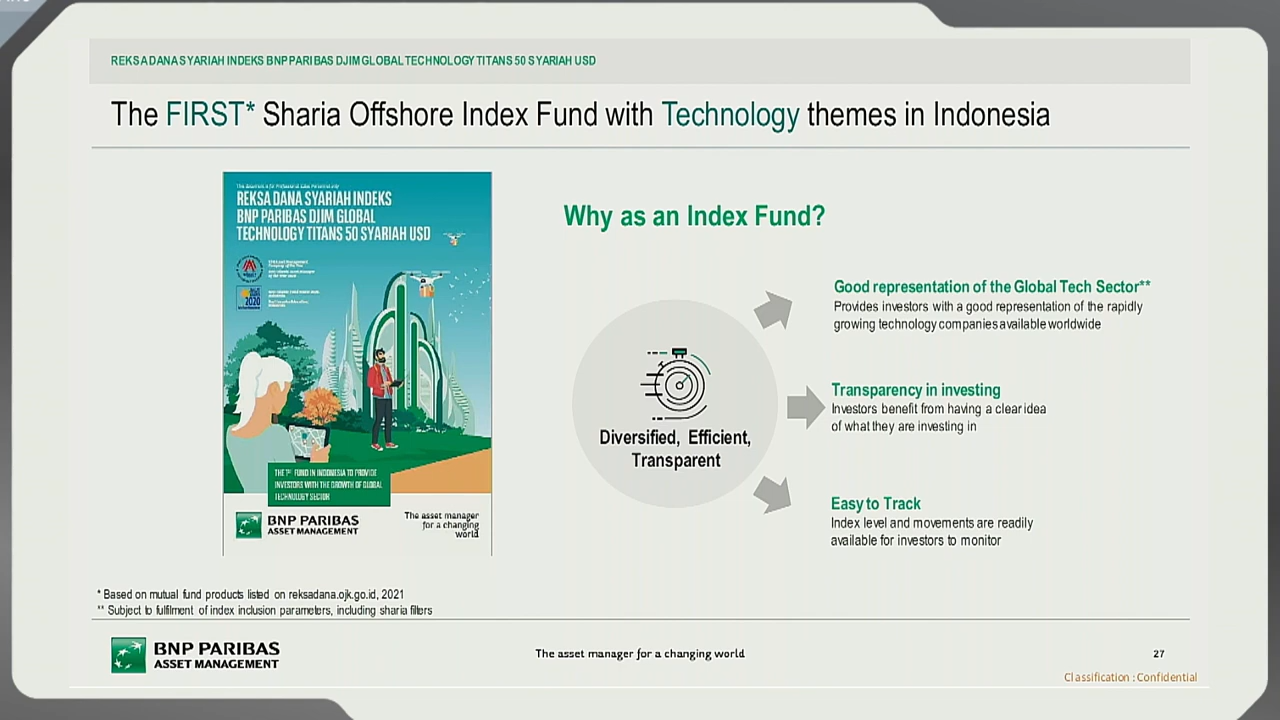 REKSA DANA SYARIAH INDEKS BNP PARIBAS DJIM GLOBAL TECHNOLOGY TITANS 50 SYARIAH USD
The FIRST* Sharia Offshore Index Fund with Technology themes in Indonesia
REKSA DANA SYARIAH INDEKS
BNP PARIBAS DJIM GLOBAL
TECHNOLOGY TITANS 50 SYARIAH USD
2020
THE 1ST FUND IN INDONESIA TO PROVIDE
INVESTORS WITH THE GROWTH OF GLOBAL
TECHNOLOGY SECTOR
BNP PARIBAS
ASSET MANAGEMENT
The asset manager
for a changing
world
Why as an Index Fund?
Diversified, Efficient,
Transparent
Good representation of the Global Tech Sector**
Provides investors with a good representation of the rapidly
growing technology companies available worldwide
Transparency in investing
Investors benefit from having a clear idea
of what they are investing in
Easy to Track
Index level and movements are readily
available for investors to monitor
* Based on mutual fund products listed on reksadana.ojk.go.id, 2021
** Subject to fulfilment of index inclusion parameters, including sharia filters
BNP PARIBAS
ASSET MANAGEMENT
The asset manager for a changing world
27
Classification : Confidential